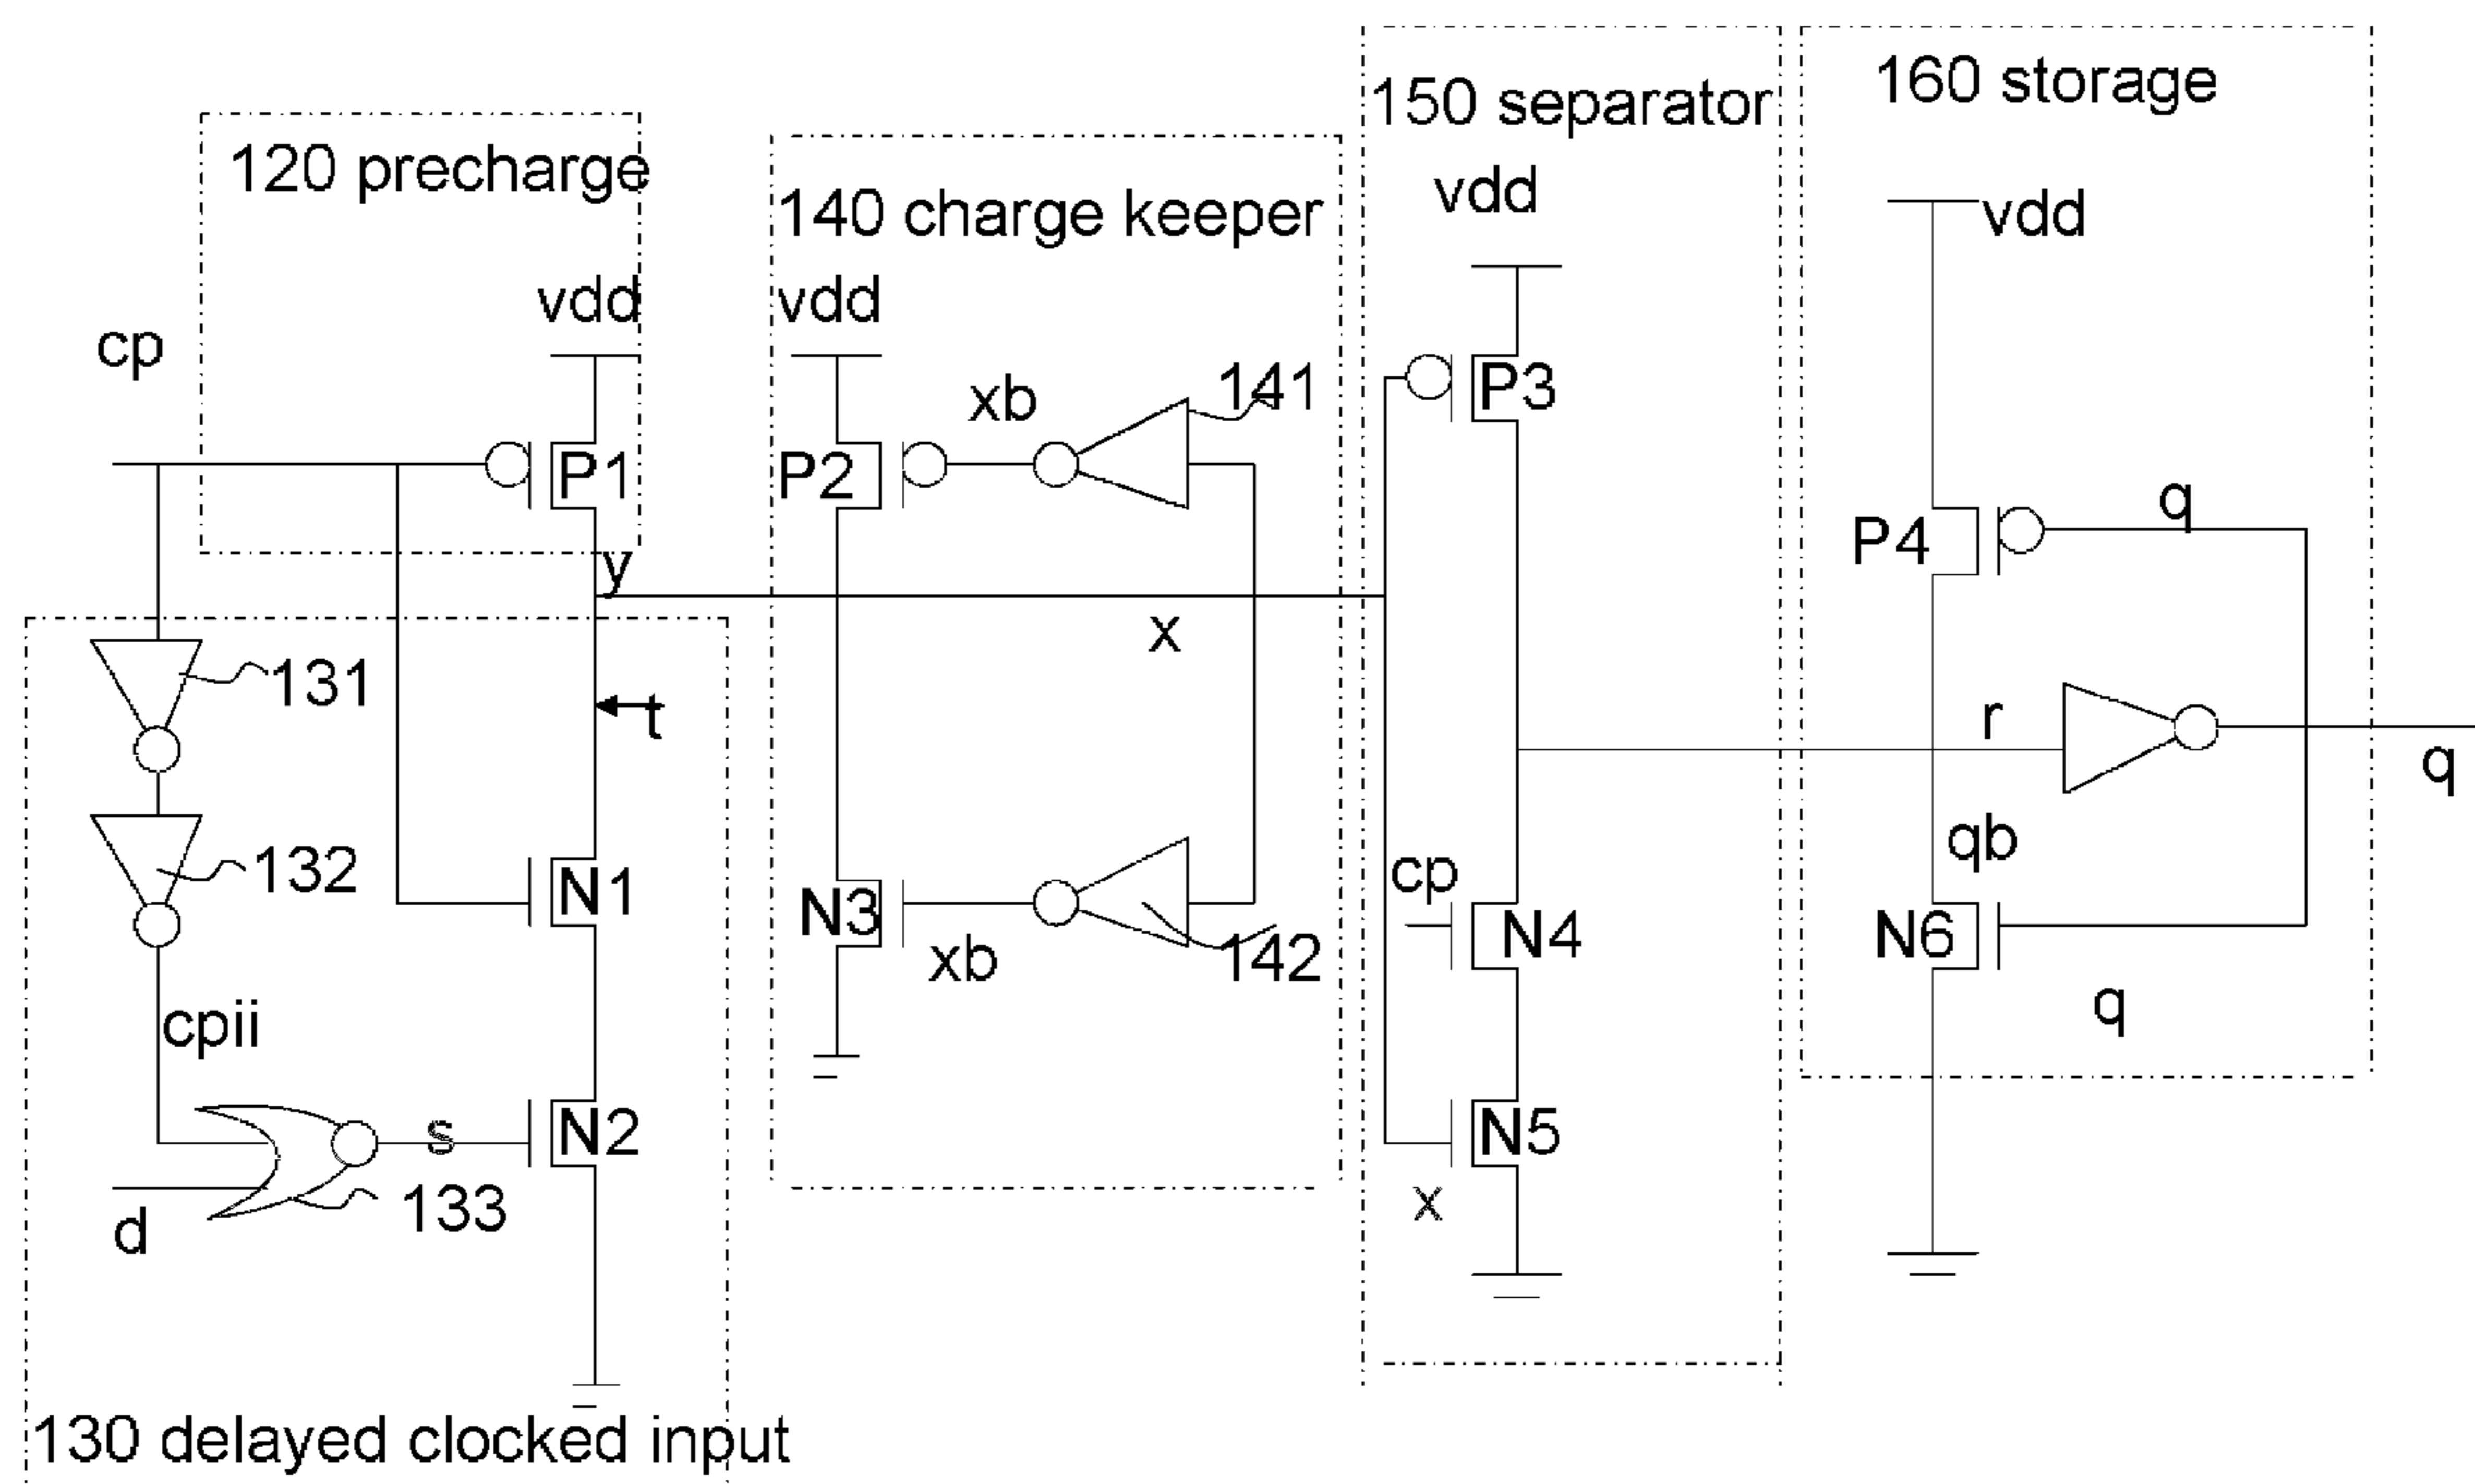 160 storage
150 separator
120 precharge
140 charge keeper
vdd
vdd
vdd
vdd
cp
141
xb
P3
P1
P2
q
P4
y
x
131
t
r
q
132
cp
qb
N1
N3
N4
N6
xb
142
cpii
q
s
N2
N5
133
x
d
130 delayed clocked input